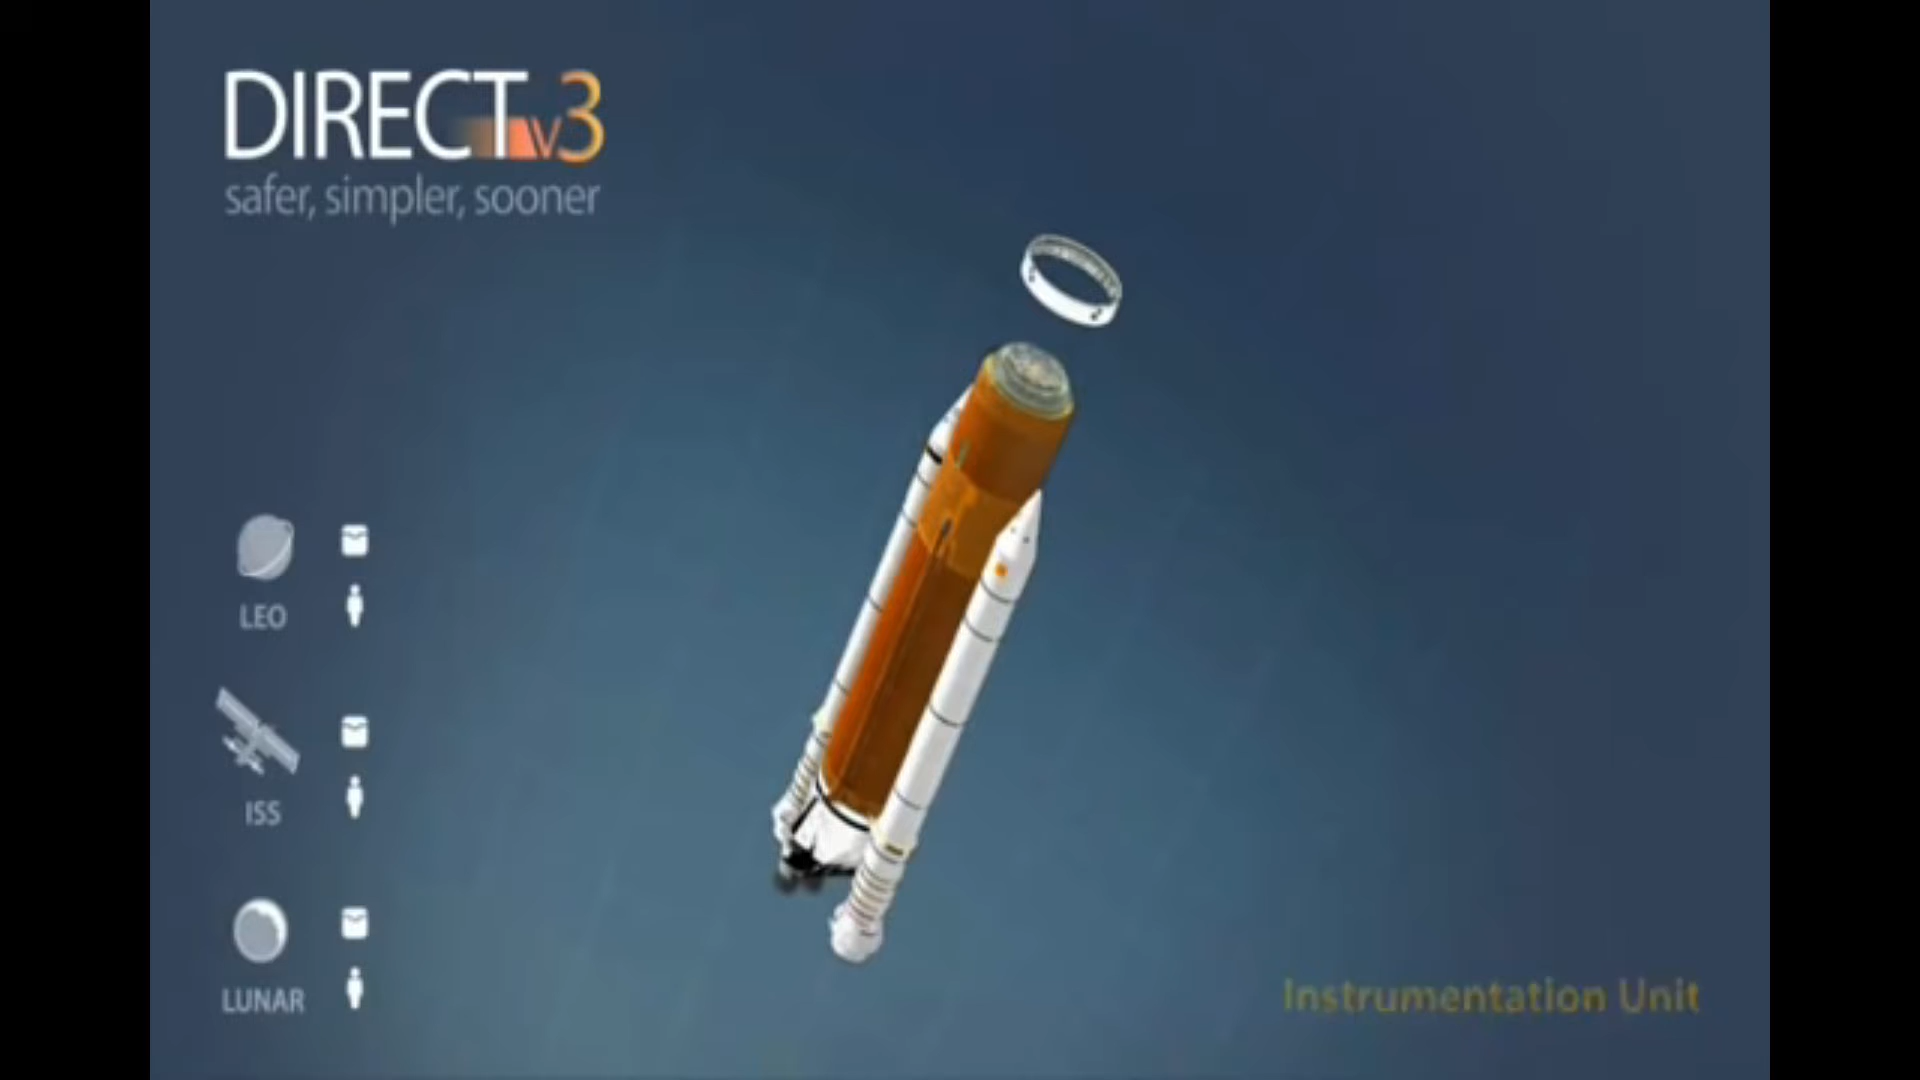 DIRECT v3
safer, simpler, sooner
LEO
ISS
LUNAR
Instrumentation Unit